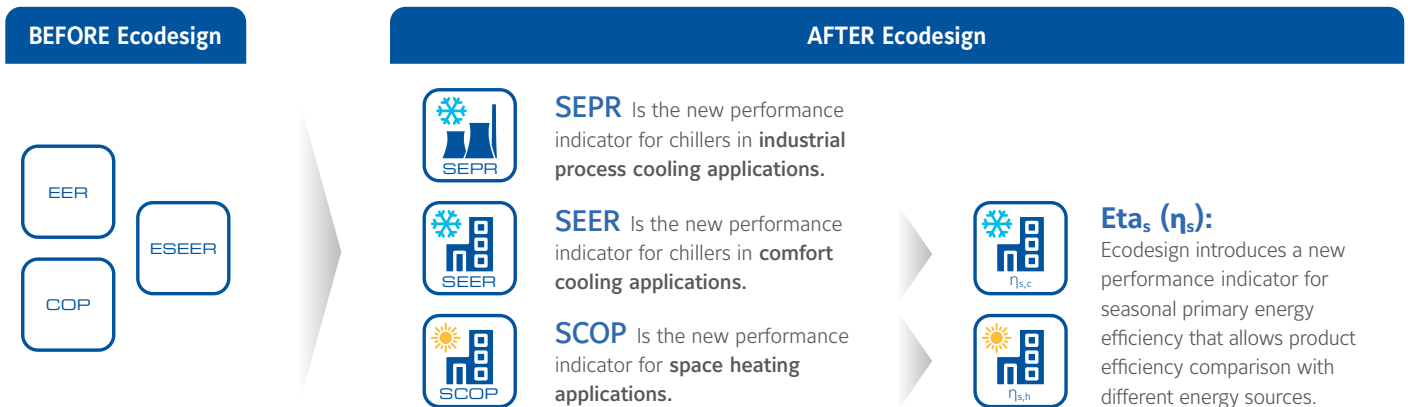 BEFORE Ecodesign
EER
COP
ESEER
AFTER Ecodesign
SEPR
SEPR Is the new performance
indicator for chillers in industrial
process cooling applications.
SEER
SEER Is the new performance
indicator for chillers in comfort
cooling applications.
SCOP
SCOP Is the new performance
indicator for space heating
applications.
ηs,c
ηs,h
Etas (ηs):
Ecodesign introduces a new
performance indicator for
seasonal primary energy
efficiency that allows product
efficiency comparison with
different energy sources.